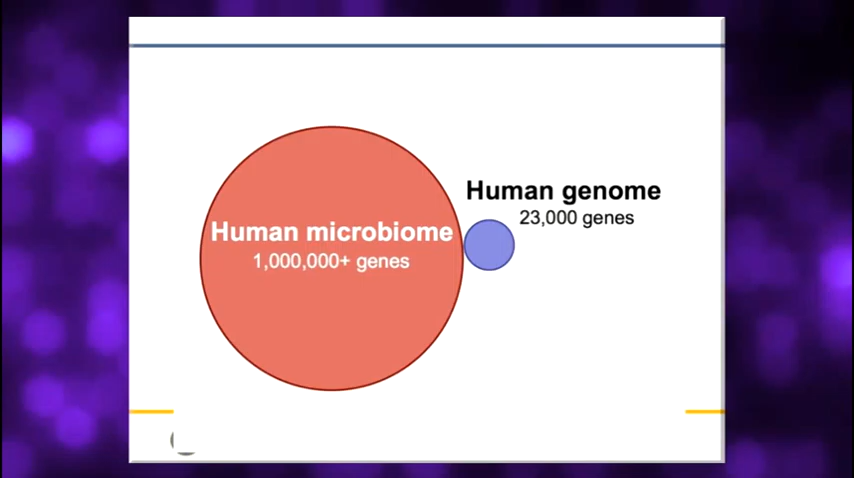 Human genome
23,000 genes
Human microbiome
1,000,000+ genes